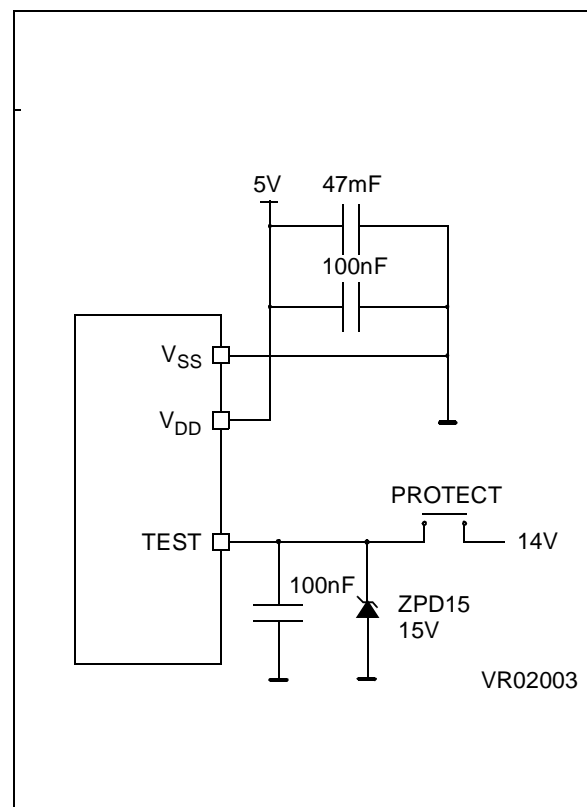 5V
47mF
100nF
VSS
VDD
PROTECT
TEST
14V
100nF
ZPD15
15V
VR02003